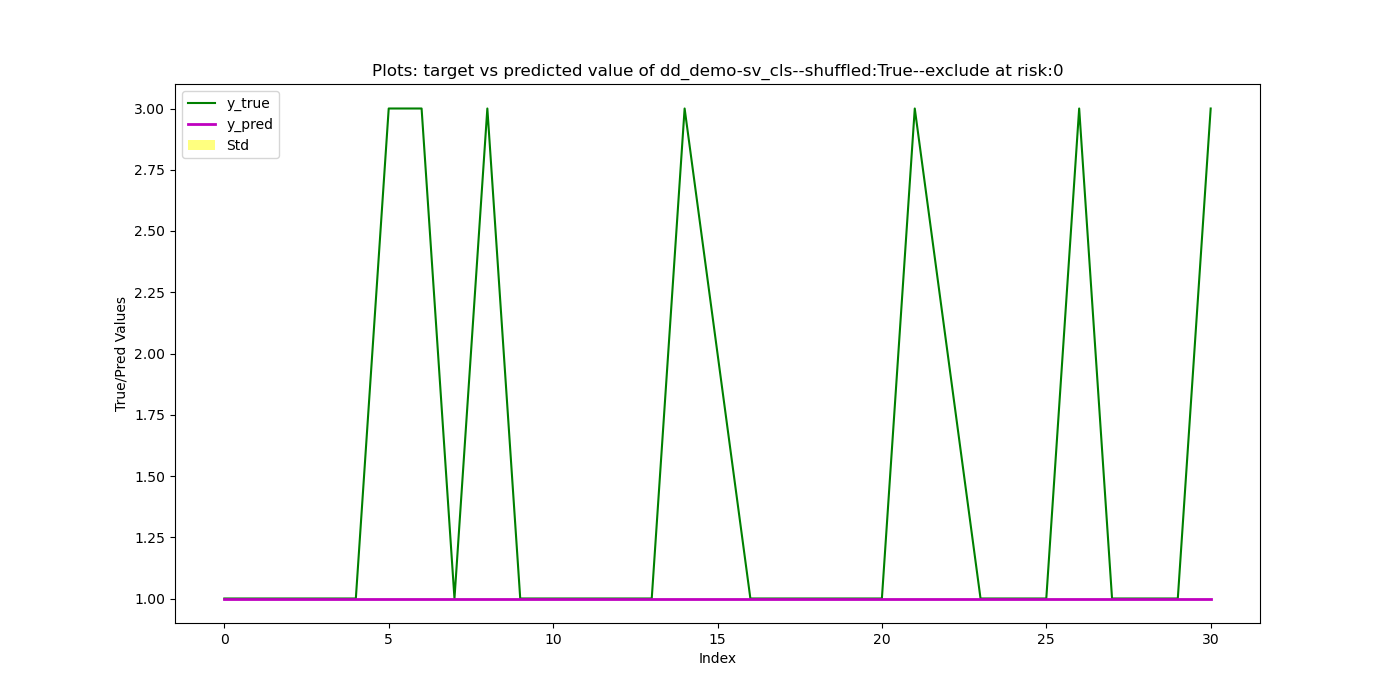 Plots: target vs predicted value of dd_demo-sv_cls--shuffled:True--exclude at risk:0
y_true
y_pred
Std
3.00
2.75
2.50
2.25
2.00
1.75
1.50
1.25
1.00
True/Pred Values
0 5 10 15 20 25 30
Index